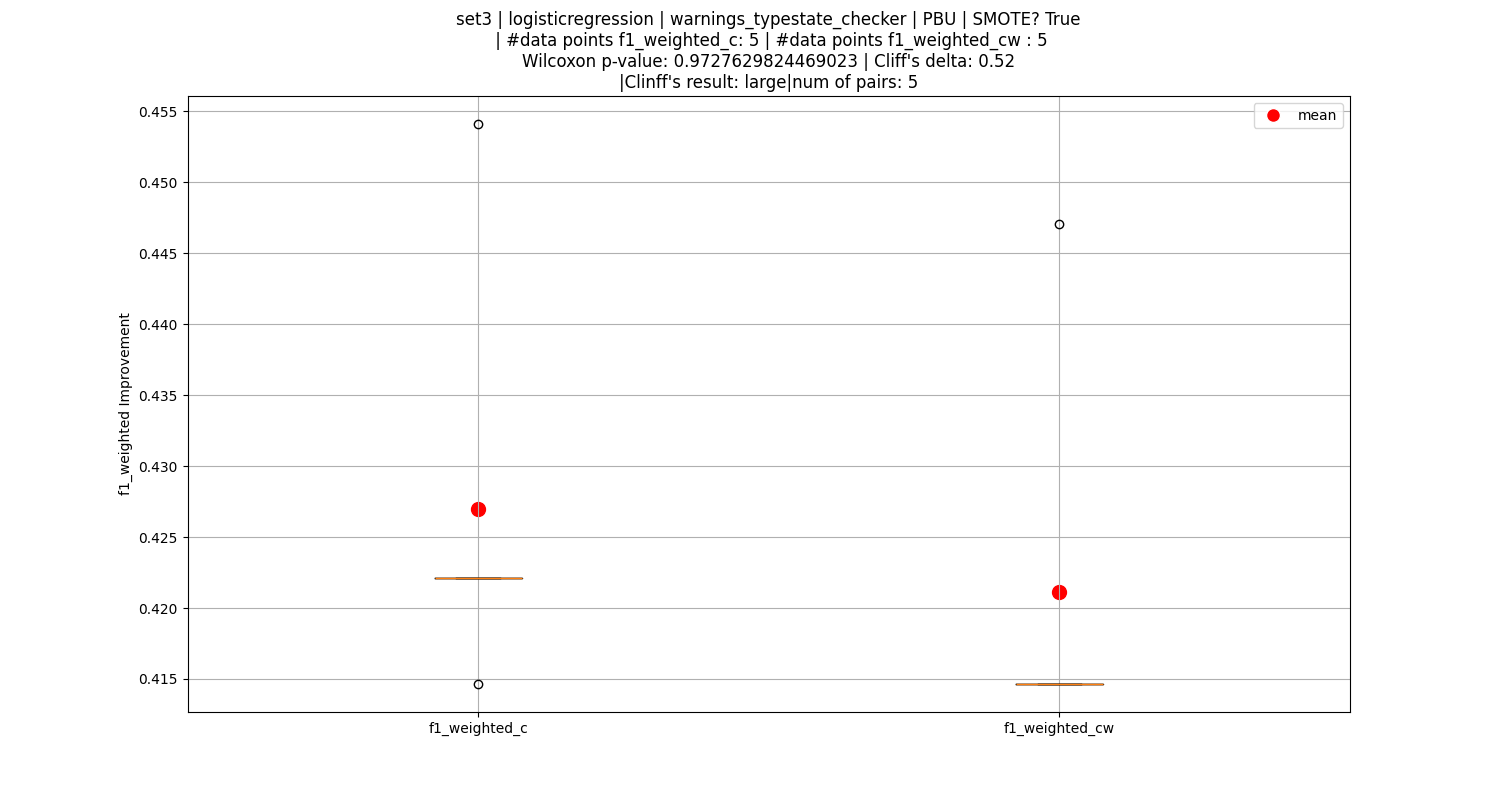 set3 | logisticregression | warnings_typestate_checker | PBU | SMOTE? True
| #data points f1_weighted_c: 5 | #data points f1_weighted_cw : 5
Wilcoxon p-value: 0.9727629824469023 | Cliff's delta: 0.52
|Clinff's result: large|num of pairs: 5
mean
f1_weighted Improvement
0.455
0.450
0.445
0.440
0.435
0.430
0.425
0.420
0.415
f1_weighted_c
f1_weighted_cw